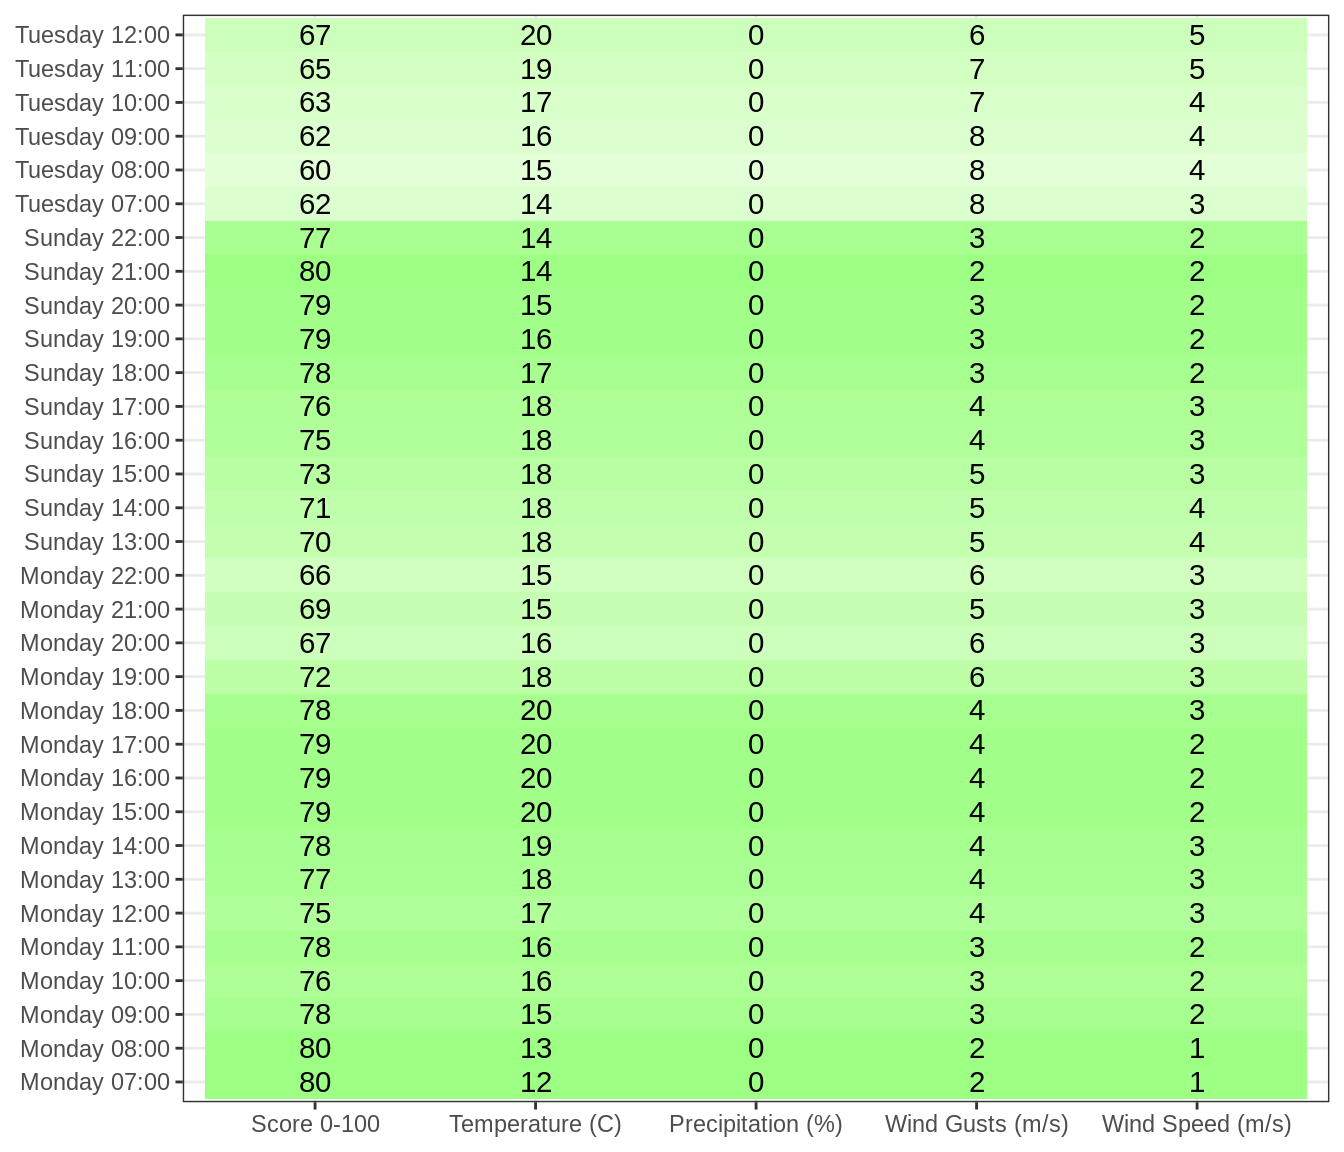 Tuesday 12:00 67 20 0 6 5
Tuesday 11:00 65 19 0 7 5
Tuesday 10:00 63 17 0 7 4
Tuesday 09:00 62 16 0 8 4
Tuesday 08:00 60 15 0 8 4
Tuesday 07:00 62 14 0 8 3
Sunday 22:00 77 14 0 3 2
Sunday 21:00 80 14 0 2 2
Sunday 20:00 79 15 0 3 2
Sunday 19:00 79 16 0 3 2
Sunday 18:00 78 17 0 3 2
Sunday 17:00 76 18 0 4 3
Sunday 16:00 75 18 0 4 3
Sunday 15:00 73 18 0 5 3
Sunday 14:00 71 18 0 5 4
Sunday 13:00 70 18 0 5 4
Monday 22:00 66 15 0 6 3
Monday 21:00 69 15 0 5 3
Monday 20:00 67 16 0 6 3
Monday 19:00 72 18 0 6 3
Monday 18:00 78 20 0 4 3
Monday 17:00 79 20 0 4 2
Monday 16:00 79 20 0 4 2
Monday 15:00 79 20 0 4 2
Monday 14:00 78 19 0 4 3
Monday 13:00 77 18 0 4 3
Monday 12:00 75 17 0 4 3
Monday 11:00 78 16 0 3 2
Monday 10:00 76 16 0 3 2
Monday 09:00 78 15 0 3 2
Monday 08:00 80 13 0 2 1
Monday 07:00 80 12 0 2 1
Score 0-100 Temperature (C) Precipitation (%) Wind Gusts (m/s) Wind Speed (m/s)